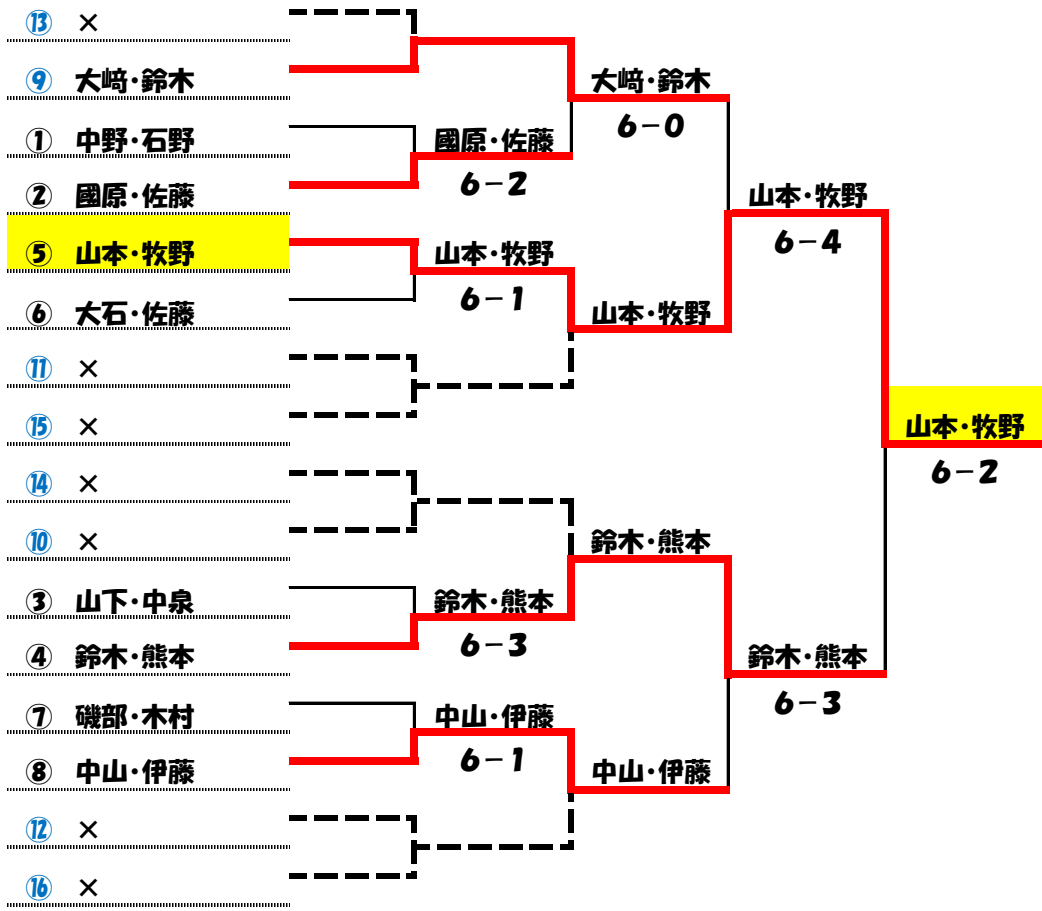 ⑬ ×
⑨ 大﨑・鈴木
① 中野・石野
② 國原・佐藤
⑤ 山本・牧野
⑥ 大石・佐藤
⑪ ×
⑮ ×
⑭ ×
⑩ ×
③ 山下・中泉
④ 鈴木・熊本
⑦ 磯部・木村
⑧ 中山・伊藤
⑫ ×
⑯ ×
國原・佐藤
6-2
山本・牧野
6-1
鈴木・熊本
6-3
中山・伊藤
6-1
大﨑・鈴木
6-0
山本・牧野
鈴木・熊本
中山・伊藤
山本・牧野
6-4
鈴木・熊本
6-3
山本・牧野
6-2